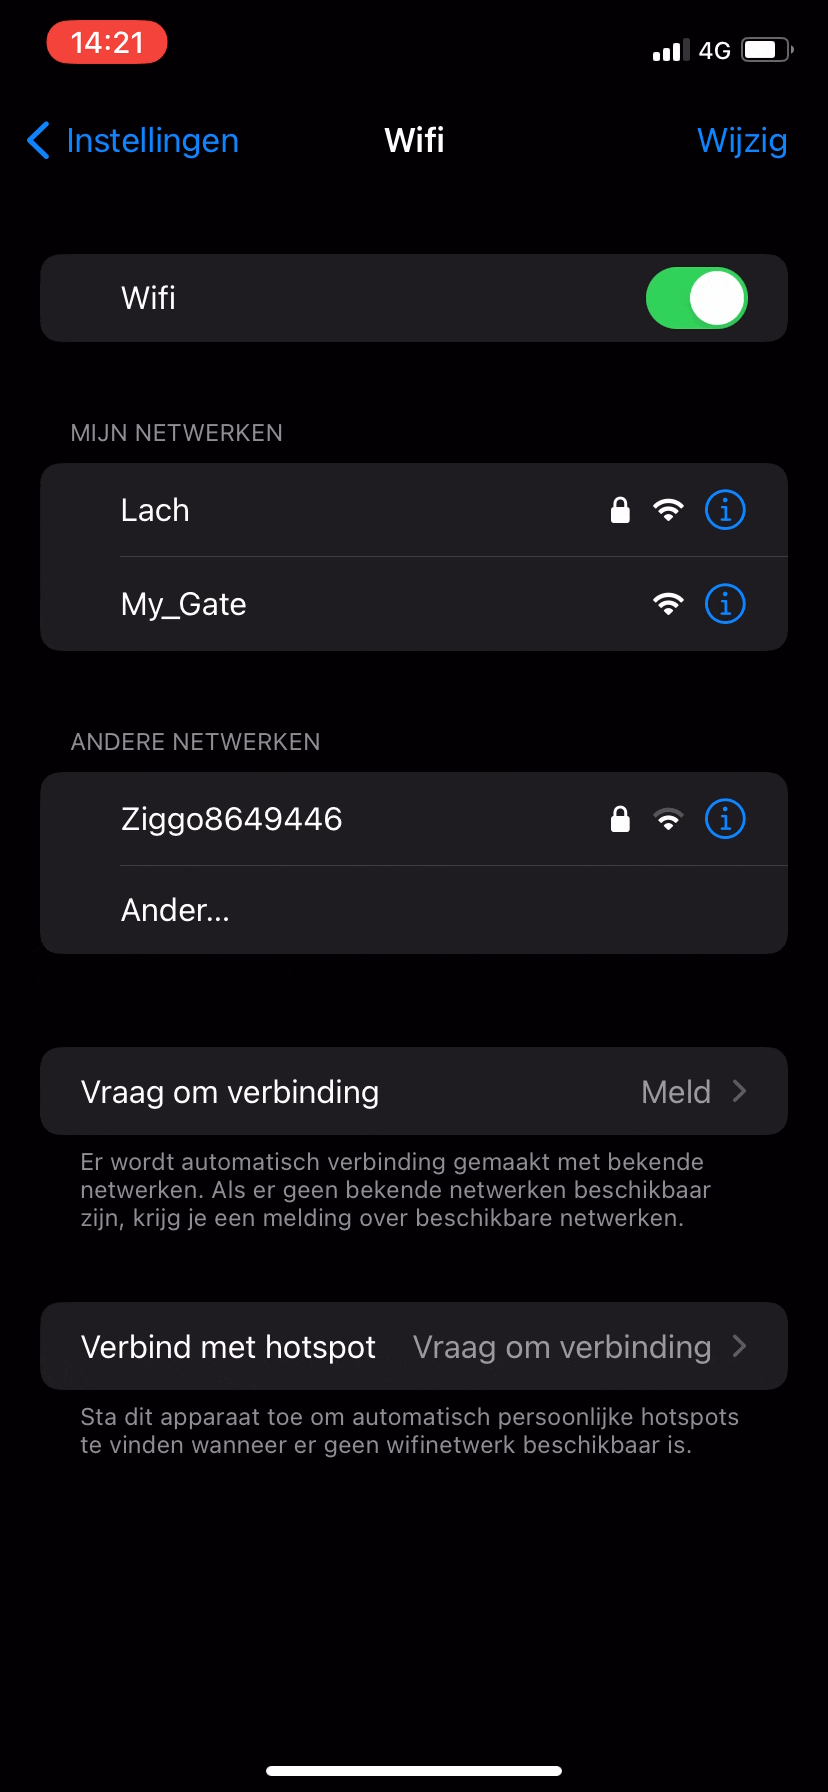 14:21
4G
Instellingen
Wifi
Wijzig
Wifi
MIJN NETWERKEN
Lach
My_Gate
ANDERE NETWERKEN
Ziggo8649446
Ander...
Vraag om verbinding
Meld
Er wordt automatisch verbinding gemaakt met bekende
netwerken. Als er geen bekende netwerken beschikbaar
zijn, krijg je een melding over beschikbare netwerken.
Verbind met hotspot
Vraag om verbinding
Sta dit apparaat toe om automatisch persoonlijke hotspots
te vinden wanneer er geen wifinetwerk beschikbaar is.